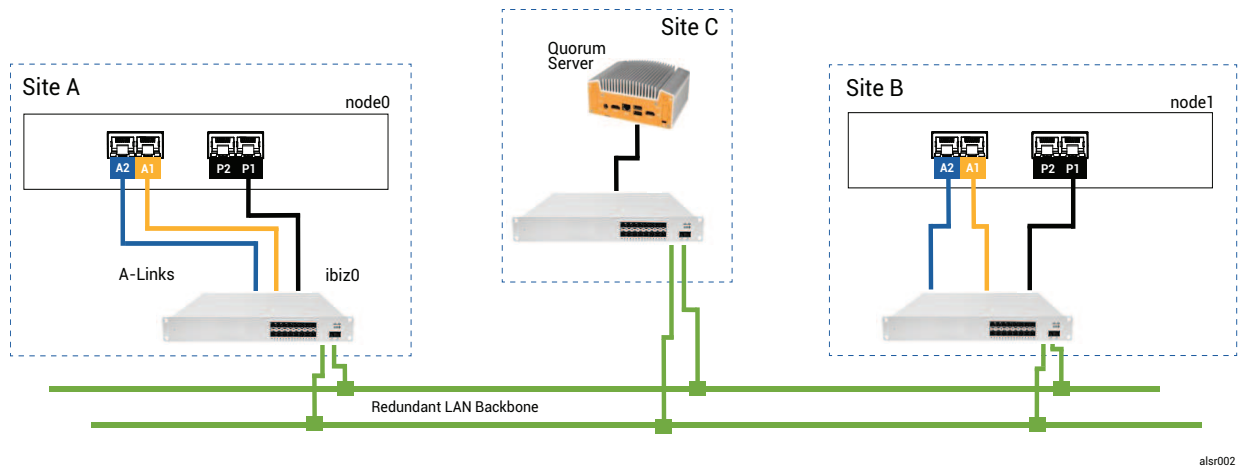 Site C
Quorum
Server
Site A
node0
A2 A1 P2 P1
A-Links
ibiz0
Site B
node1
A2 A1 P2 P1
Redundant LAN Backbone
alsr002